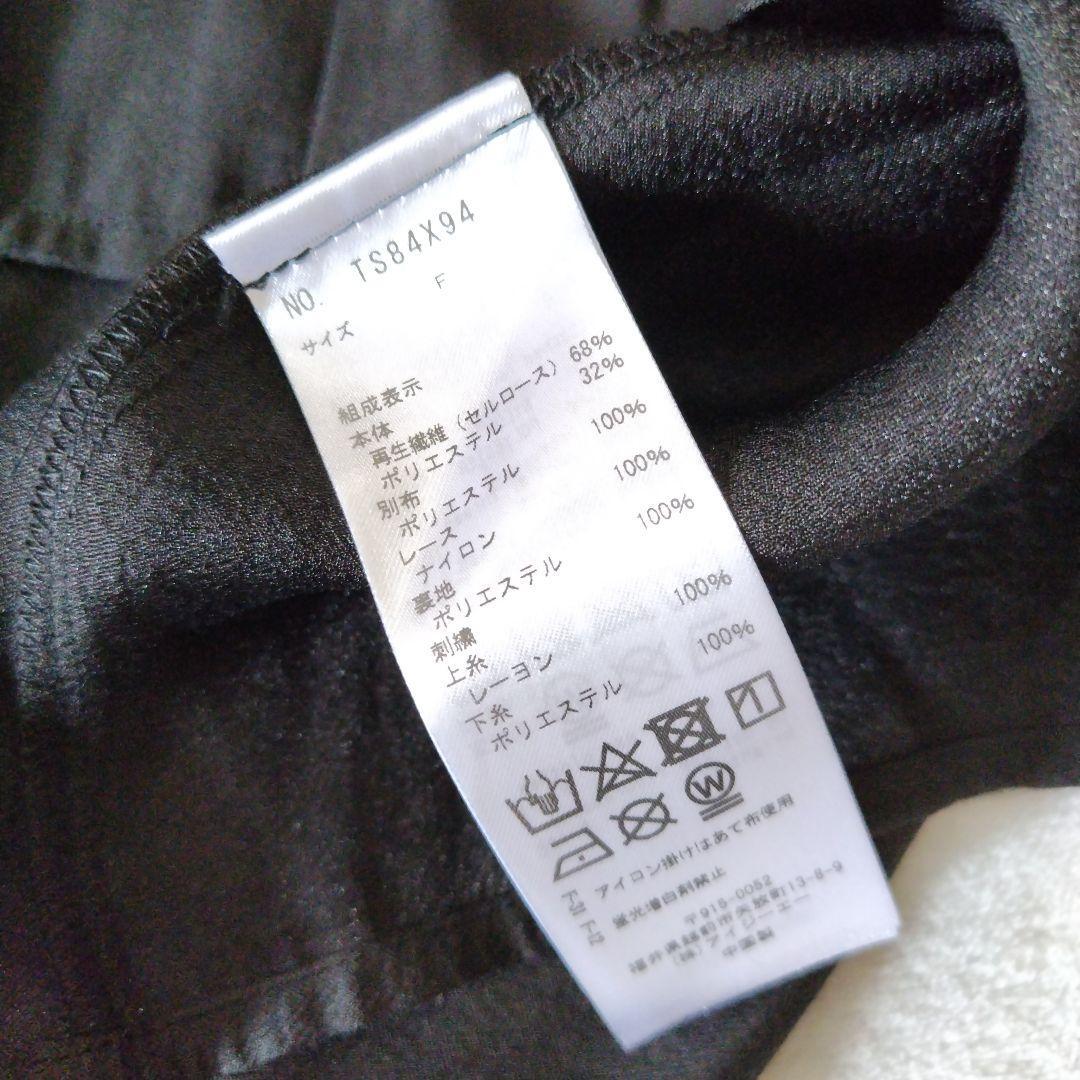 NO. TS84X94
サイズ F
組成表示
本体
再生繊維(セルロース) 68%
ポリエステル 32%
別布
ポリエステル 100%
レース
ナイロン 100%
裏地
ポリエステル 100%
刺繍
上糸
レーヨン 100%
下糸
ポリエステル 100%
W
アイロン掛けはあて布使用
蛍光増白剤禁止
〒915-0052
福井県越前市矢放町13-8-9
(株)アイジーエー
中国製